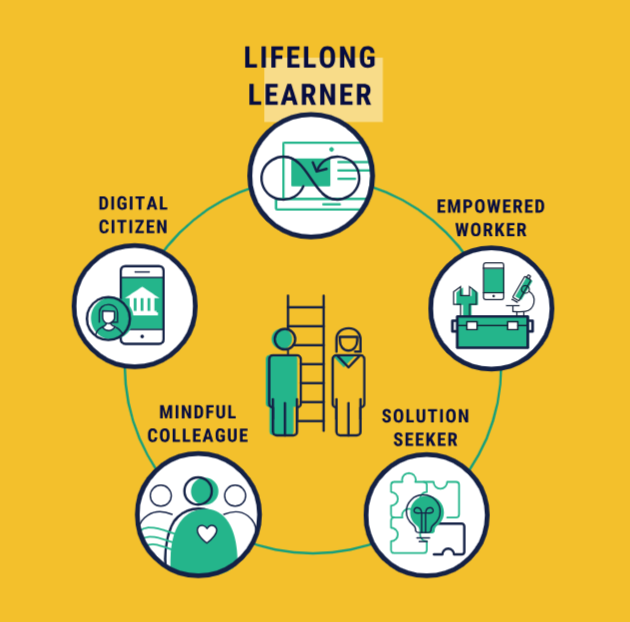 LIFELONG
LEARNER
DIGITAL
CITIZEN
EMPOWERED
WORKER
MINDFUL
COLLEAGUE
SOLUTION
SEEKER